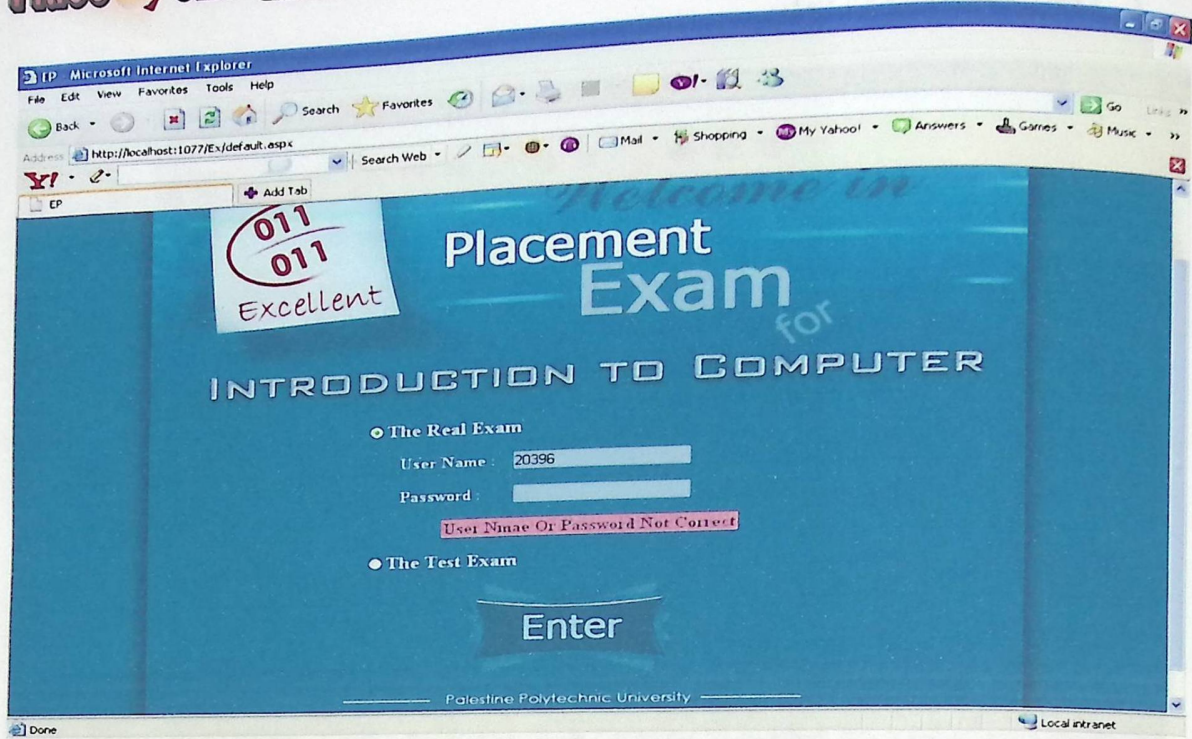 EP Microsoft Internet Explorer
File Edit View Favorites Tools Help
Back Search Favorites
Address http://localhost:1077/Ex/default.aspx Go Links »
Y! Search Web Mail Shopping My Yahoo! Answers Games Music »
EP Add Tab
Welcome in
011
011
Excellent
Placement
Exam
for
INTRODUCTION TO COMPUTER
The Real Exam
User Name : 20396
Password :
User Nmae Or Password Not Correct
The Test Exam
Enter
Palestine Polytechnic University
Done Local intranet